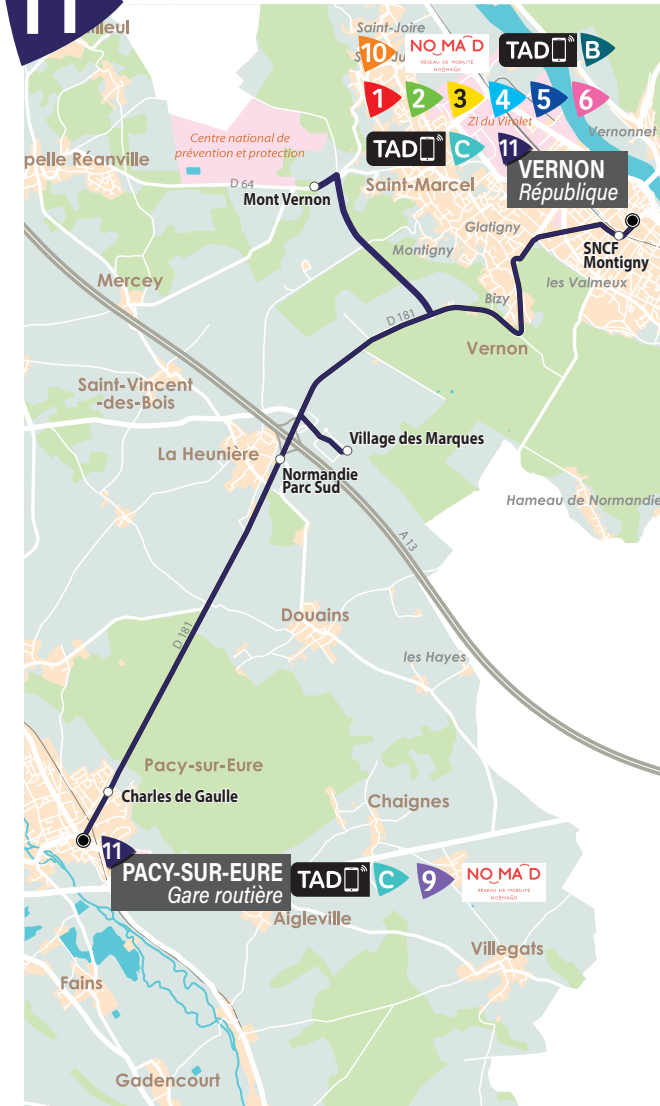 11
Saint-Joire
10
NOMAD
RÉSEAU DE MOBILITÉ
NORMAND
TAD
B
1
2
3
4
5
6
ZI du Virolet
Vernonnet
Centre national de
prévention et protection
TAD
C
11
VERNON
République
pelle Réanville
D 64
Mont Vernon
Saint-Marcel
Glatigny
SNCF
Montigny
Montigny
les Valmeux
Mercey
Bizy
D 181
Vernon
Saint-Vincent
-des-Bois
La Heunière
Village des Marques
Normandie
Parc Sud
Hameau de Normandie
A 13
Douains
D 181
les Hayes
Pacy-sur-Eure
Charles de Gaulle
Chaignes
11
PACY-SUR-EURE
Gare routière
TAD
C
9
NOMAD
RÉSEAU DE MOBILITÉ
NORMAND
Aigleville
Villegats
Fains
Gadencourt